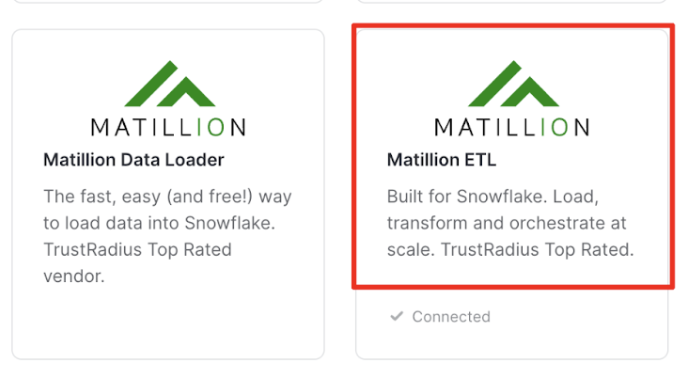 MATILLION
Matillion Data Loader
The fast, easy (and free!) way
to load data into Snowflake.
TrustRadius Top Rated
vendor.
MATILLION
Matillion ETL
Built for Snowflake. Load,
transform and orchestrate at
scale. TrustRadius Top Rated.
Connected